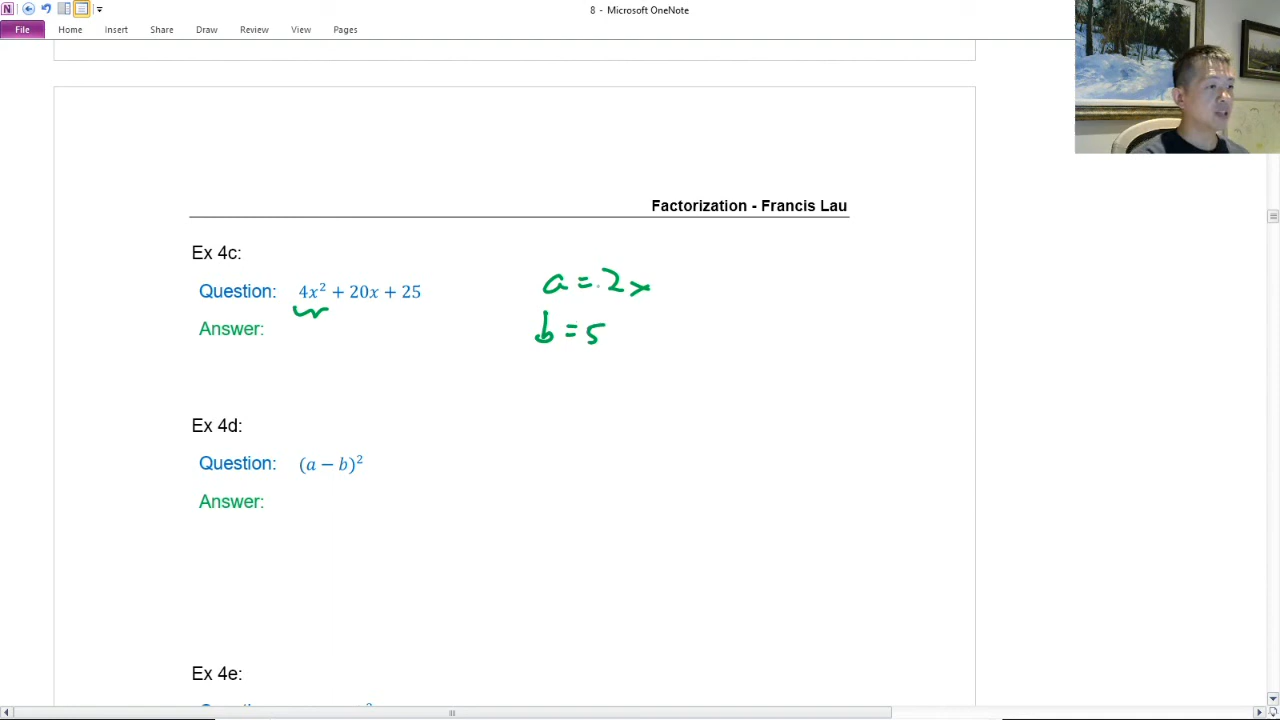 8 - Microsoft OneNote
File Home Insert Share Draw Review View Pages
Factorization - Francis Lau
Ex 4c:
Question: 4x² + 20x + 25
a = 2x
Answer:
b = 5
Ex 4d:
Question: (a − b)²
Answer:
Ex 4e: